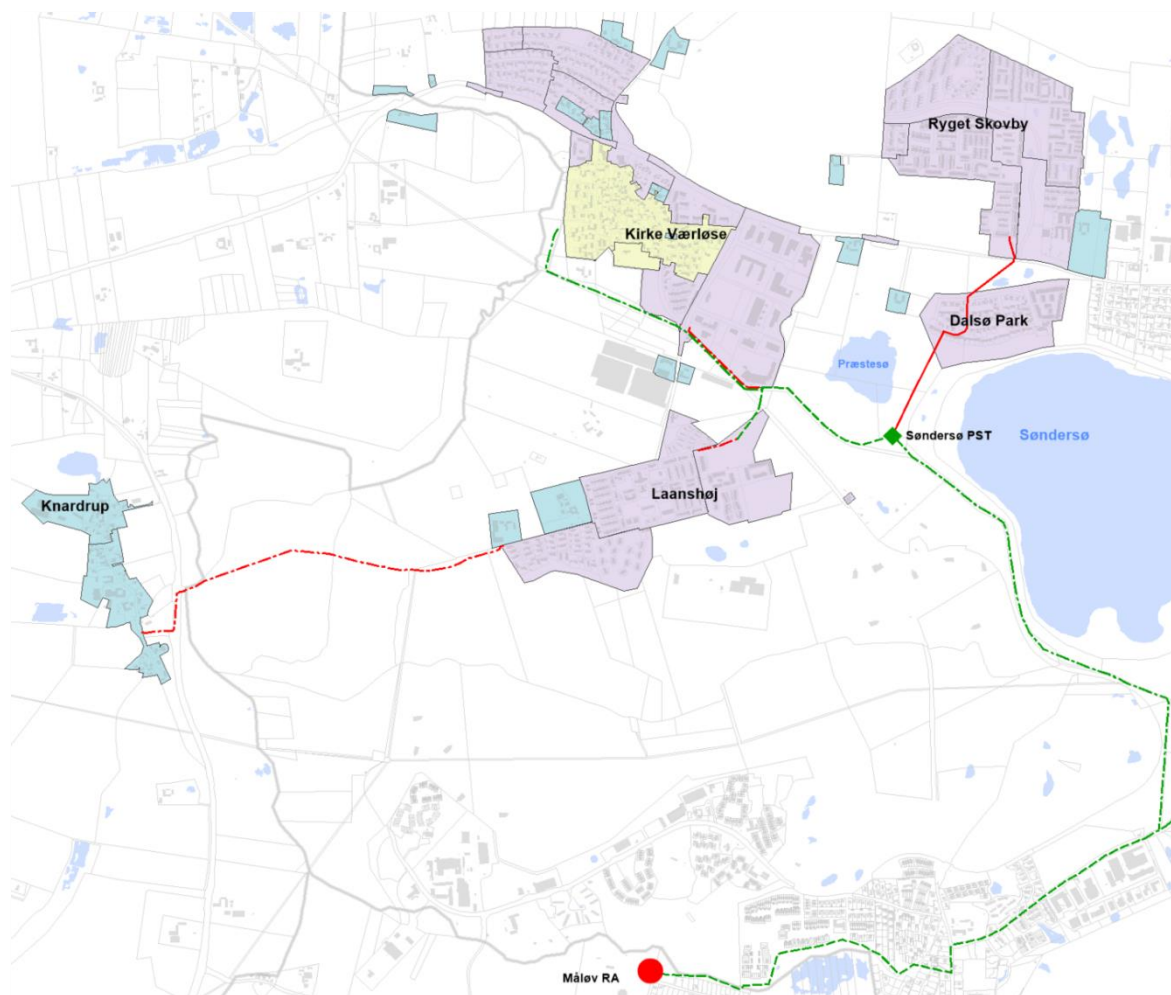 Ryget Skovby
Kirke Værløse
Dalsø Park
Præstesø
Søndersø PST
Søndersø
Laanshøj
Knardrup
Måløv RA